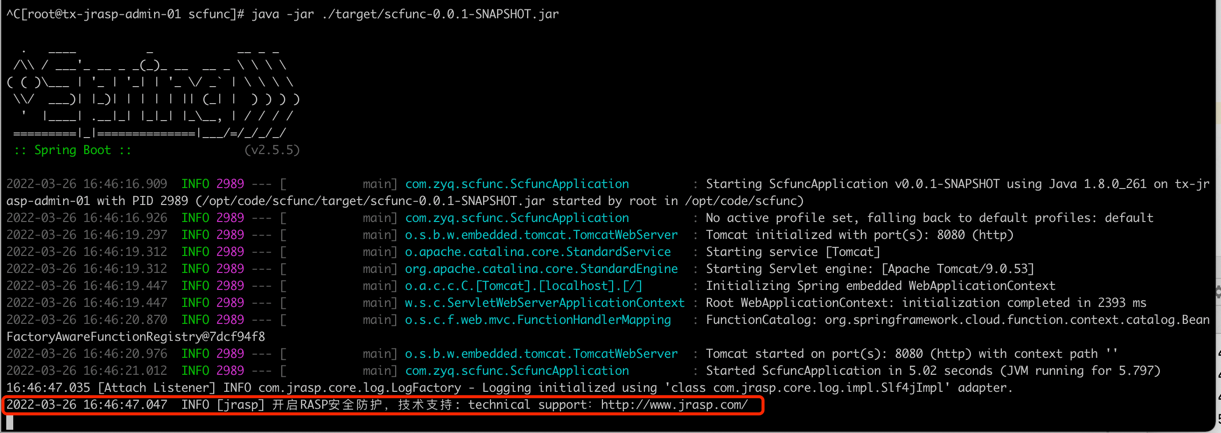 ^C[root@tx-jrasp-admin-01 scfunc]# java -jar ./target/scfunc-0.0.1-SNAPSHOT.jar
  .   ____          _            __ _ _
 /\\ / ___'_ __ _ _(_)_ __  __ _ \ \ \ \
( ( )\___ | '_ | '_| | '_ \/ _` | \ \ \ \
 \\/  ___)| |_)| | | | | || (_| |  ) ) ) )
  '  |____| .__|_| |_|_| |_\__, | / / / /
 =========|_|==============|___/=/_/_/_/
 :: Spring Boot ::                (v2.5.5)
2022-03-26 16:46:16.909  INFO 2989 --- [           main] com.zyq.scfunc.ScfuncApplication         : Starting ScfuncApplication v0.0.1-SNAPSHOT using Java 1.8.0_261 on tx-jr
asp-admin-01 with PID 2989 (/opt/code/scfunc/target/scfunc-0.0.1-SNAPSHOT.jar started by root in /opt/code/scfunc)
2022-03-26 16:46:16.926  INFO 2989 --- [           main] com.zyq.scfunc.ScfuncApplication         : No active profile set, falling back to default profiles: default
2022-03-26 16:46:19.297  INFO 2989 --- [           main] o.s.b.w.embedded.tomcat.TomcatWebServer  : Tomcat initialized with port(s): 8080 (http)
2022-03-26 16:46:19.312  INFO 2989 --- [           main] o.apache.catalina.core.StandardService   : Starting service [Tomcat]
2022-03-26 16:46:19.312  INFO 2989 --- [           main] org.apache.catalina.core.StandardEngine  : Starting Servlet engine: [Apache Tomcat/9.0.53]
2022-03-26 16:46:19.447  INFO 2989 --- [           main] o.a.c.c.C.[Tomcat].[localhost].[/]       : Initializing Spring embedded WebApplicationContext
2022-03-26 16:46:19.447  INFO 2989 --- [           main] w.s.c.ServletWebServerApplicationContext : Root WebApplicationContext: initialization completed in 2393 ms
2022-03-26 16:46:20.870  INFO 2989 --- [           main] o.s.c.f.web.mvc.FunctionHandlerMapping   : FunctionCatalog: org.springframework.cloud.function.context.catalog.Bean
FactoryAwareFunctionRegistry@7dcf94f8
2022-03-26 16:46:20.976  INFO 2989 --- [           main] o.s.b.w.embedded.tomcat.TomcatWebServer  : Tomcat started on port(s): 8080 (http) with context path ''
2022-03-26 16:46:21.012  INFO 2989 --- [           main] com.zyq.scfunc.ScfuncApplication         : Started ScfuncApplication in 5.02 seconds (JVM running for 5.797)
16:46:47.035 [Attach Listener] INFO com.jrasp.core.log.LogFactory - Logging initialized using 'class com.jrasp.core.log.impl.Slf4jImpl' adapter.
2022-03-26 16:46:47.047  INFO [jrasp] 开启RASP安全防护, 技术支持: technical support: http://www.jrasp.com/